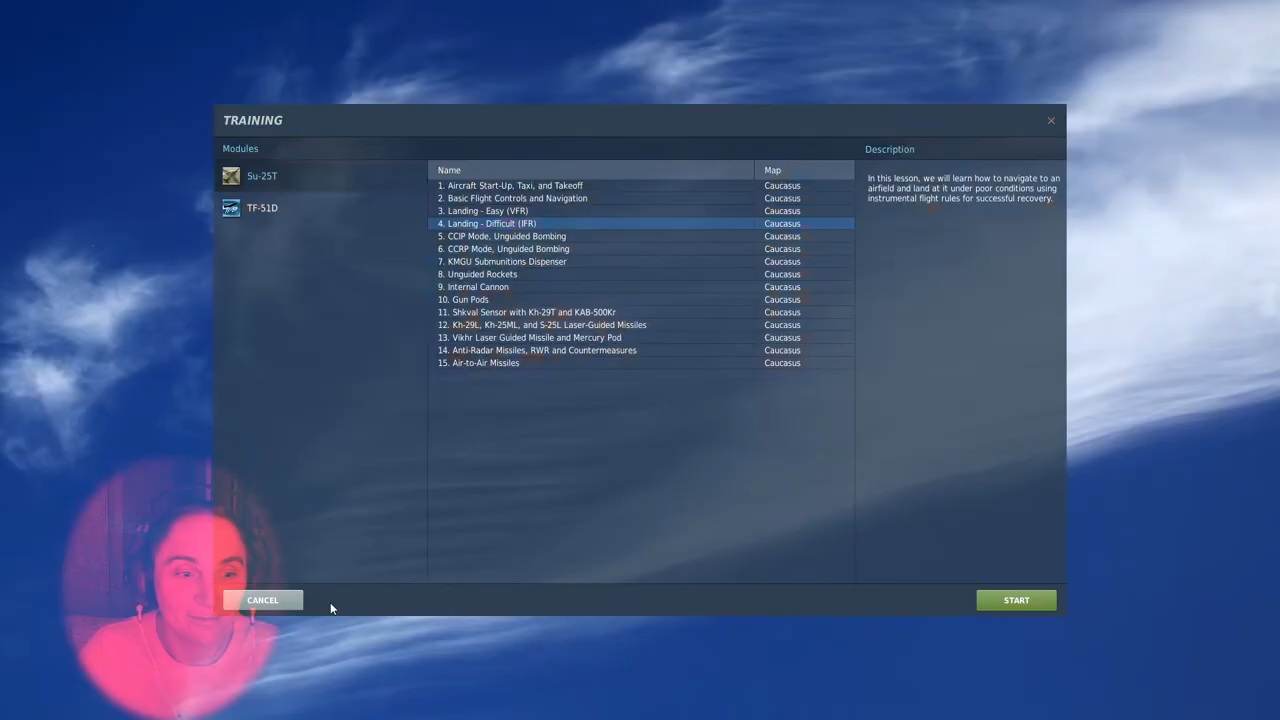 TRAINING
Modules
Su-25T
TF-51D
Name Map
1. Aircraft Start-Up, Taxi, and Takeoff Caucasus
2. Basic Flight Controls and Navigation Caucasus
3. Landing - Easy (VFR) Caucasus
4. Landing - Difficult (IFR) Caucasus
5. CCIP Mode, Unguided Bombing Caucasus
6. CCRP Mode, Unguided Bombing Caucasus
7. KMGU Submunitions Dispenser Caucasus
8. Unguided Rockets Caucasus
9. Internal Cannon Caucasus
10. Gun Pods Caucasus
11. Shkval Sensor with Kh-29T and KAB-500Kr Caucasus
12. Kh-29L, Kh-25ML, and S-25L Laser-Guided Missiles Caucasus
13. Vikhr Laser Guided Missile and Mercury Pod Caucasus
14. Anti-Radar Missiles, RWR and Countermeasures Caucasus
15. Air-to-Air Missiles Caucasus
Description
In this lesson, we will learn how to navigate to an
airfield and land at it under poor conditions using
instrumental flight rules for successful recovery.
CANCEL
START